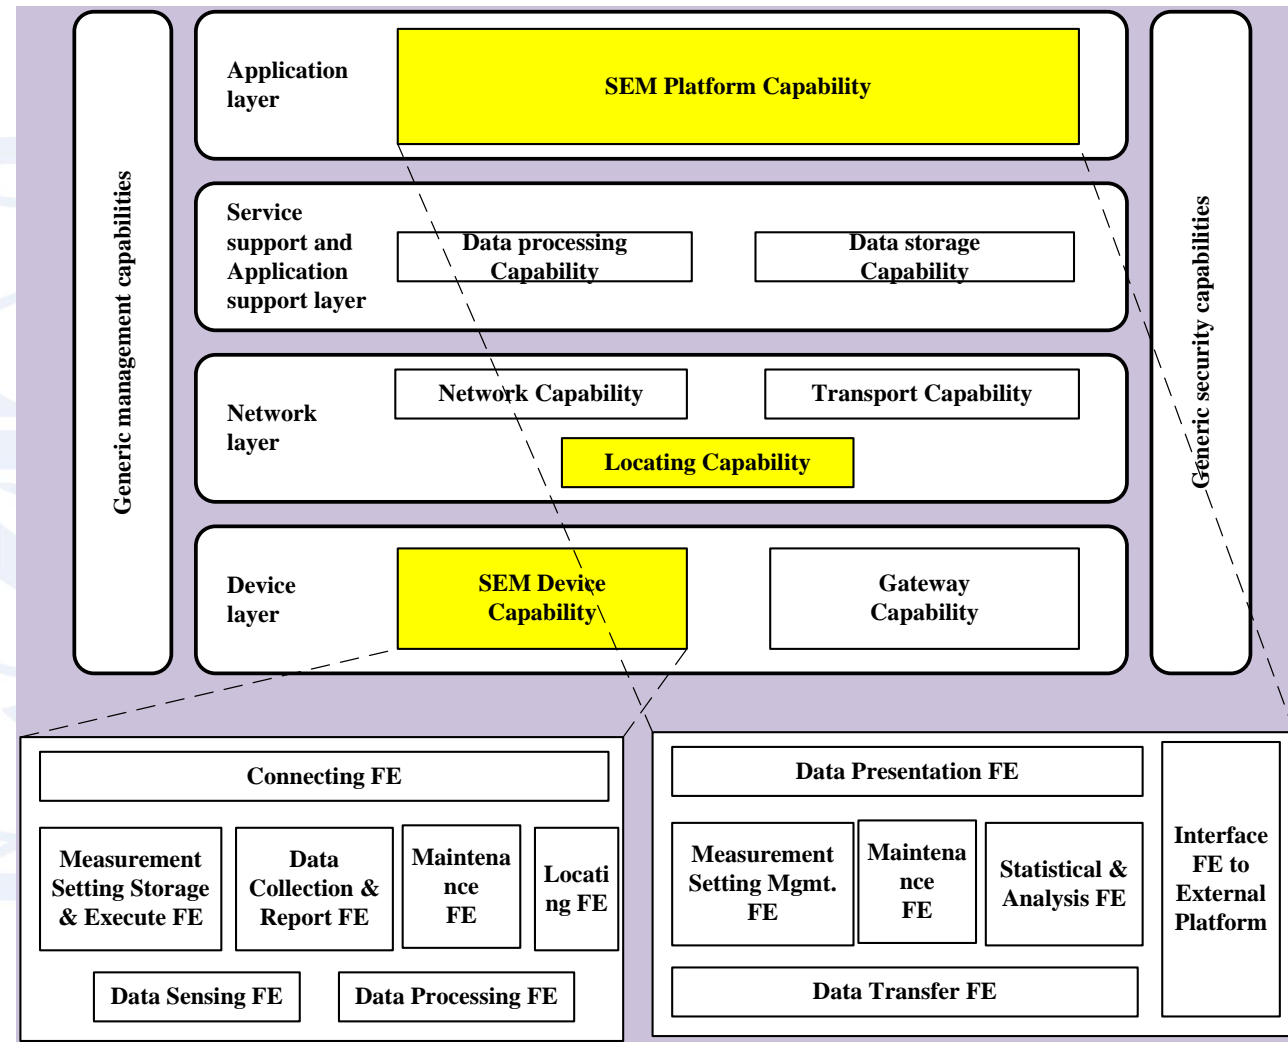 Generic management capabilities
Application
layer
SEM Platform Capability
Service
support and
Application
support layer
Data processing
Capability
Data storage
Capability
Network
layer
Network Capability
Transport Capability
Locating Capability
Device
layer
SEM Device
Capability
Gateway
Capability
Generic security capabilities
Connecting FE
Measurement
Setting Storage
& Execute FE
Data
Collection &
Report FE
Maintena
nce
FE
Locati
ng FE
Data Sensing FE
Data Processing FE
Data Presentation FE
Measurement
Setting Mgmt.
FE
Maintena
nce
FE
Statistical &
Analysis FE
Data Transfer FE
Interface
FE to
External
Platform